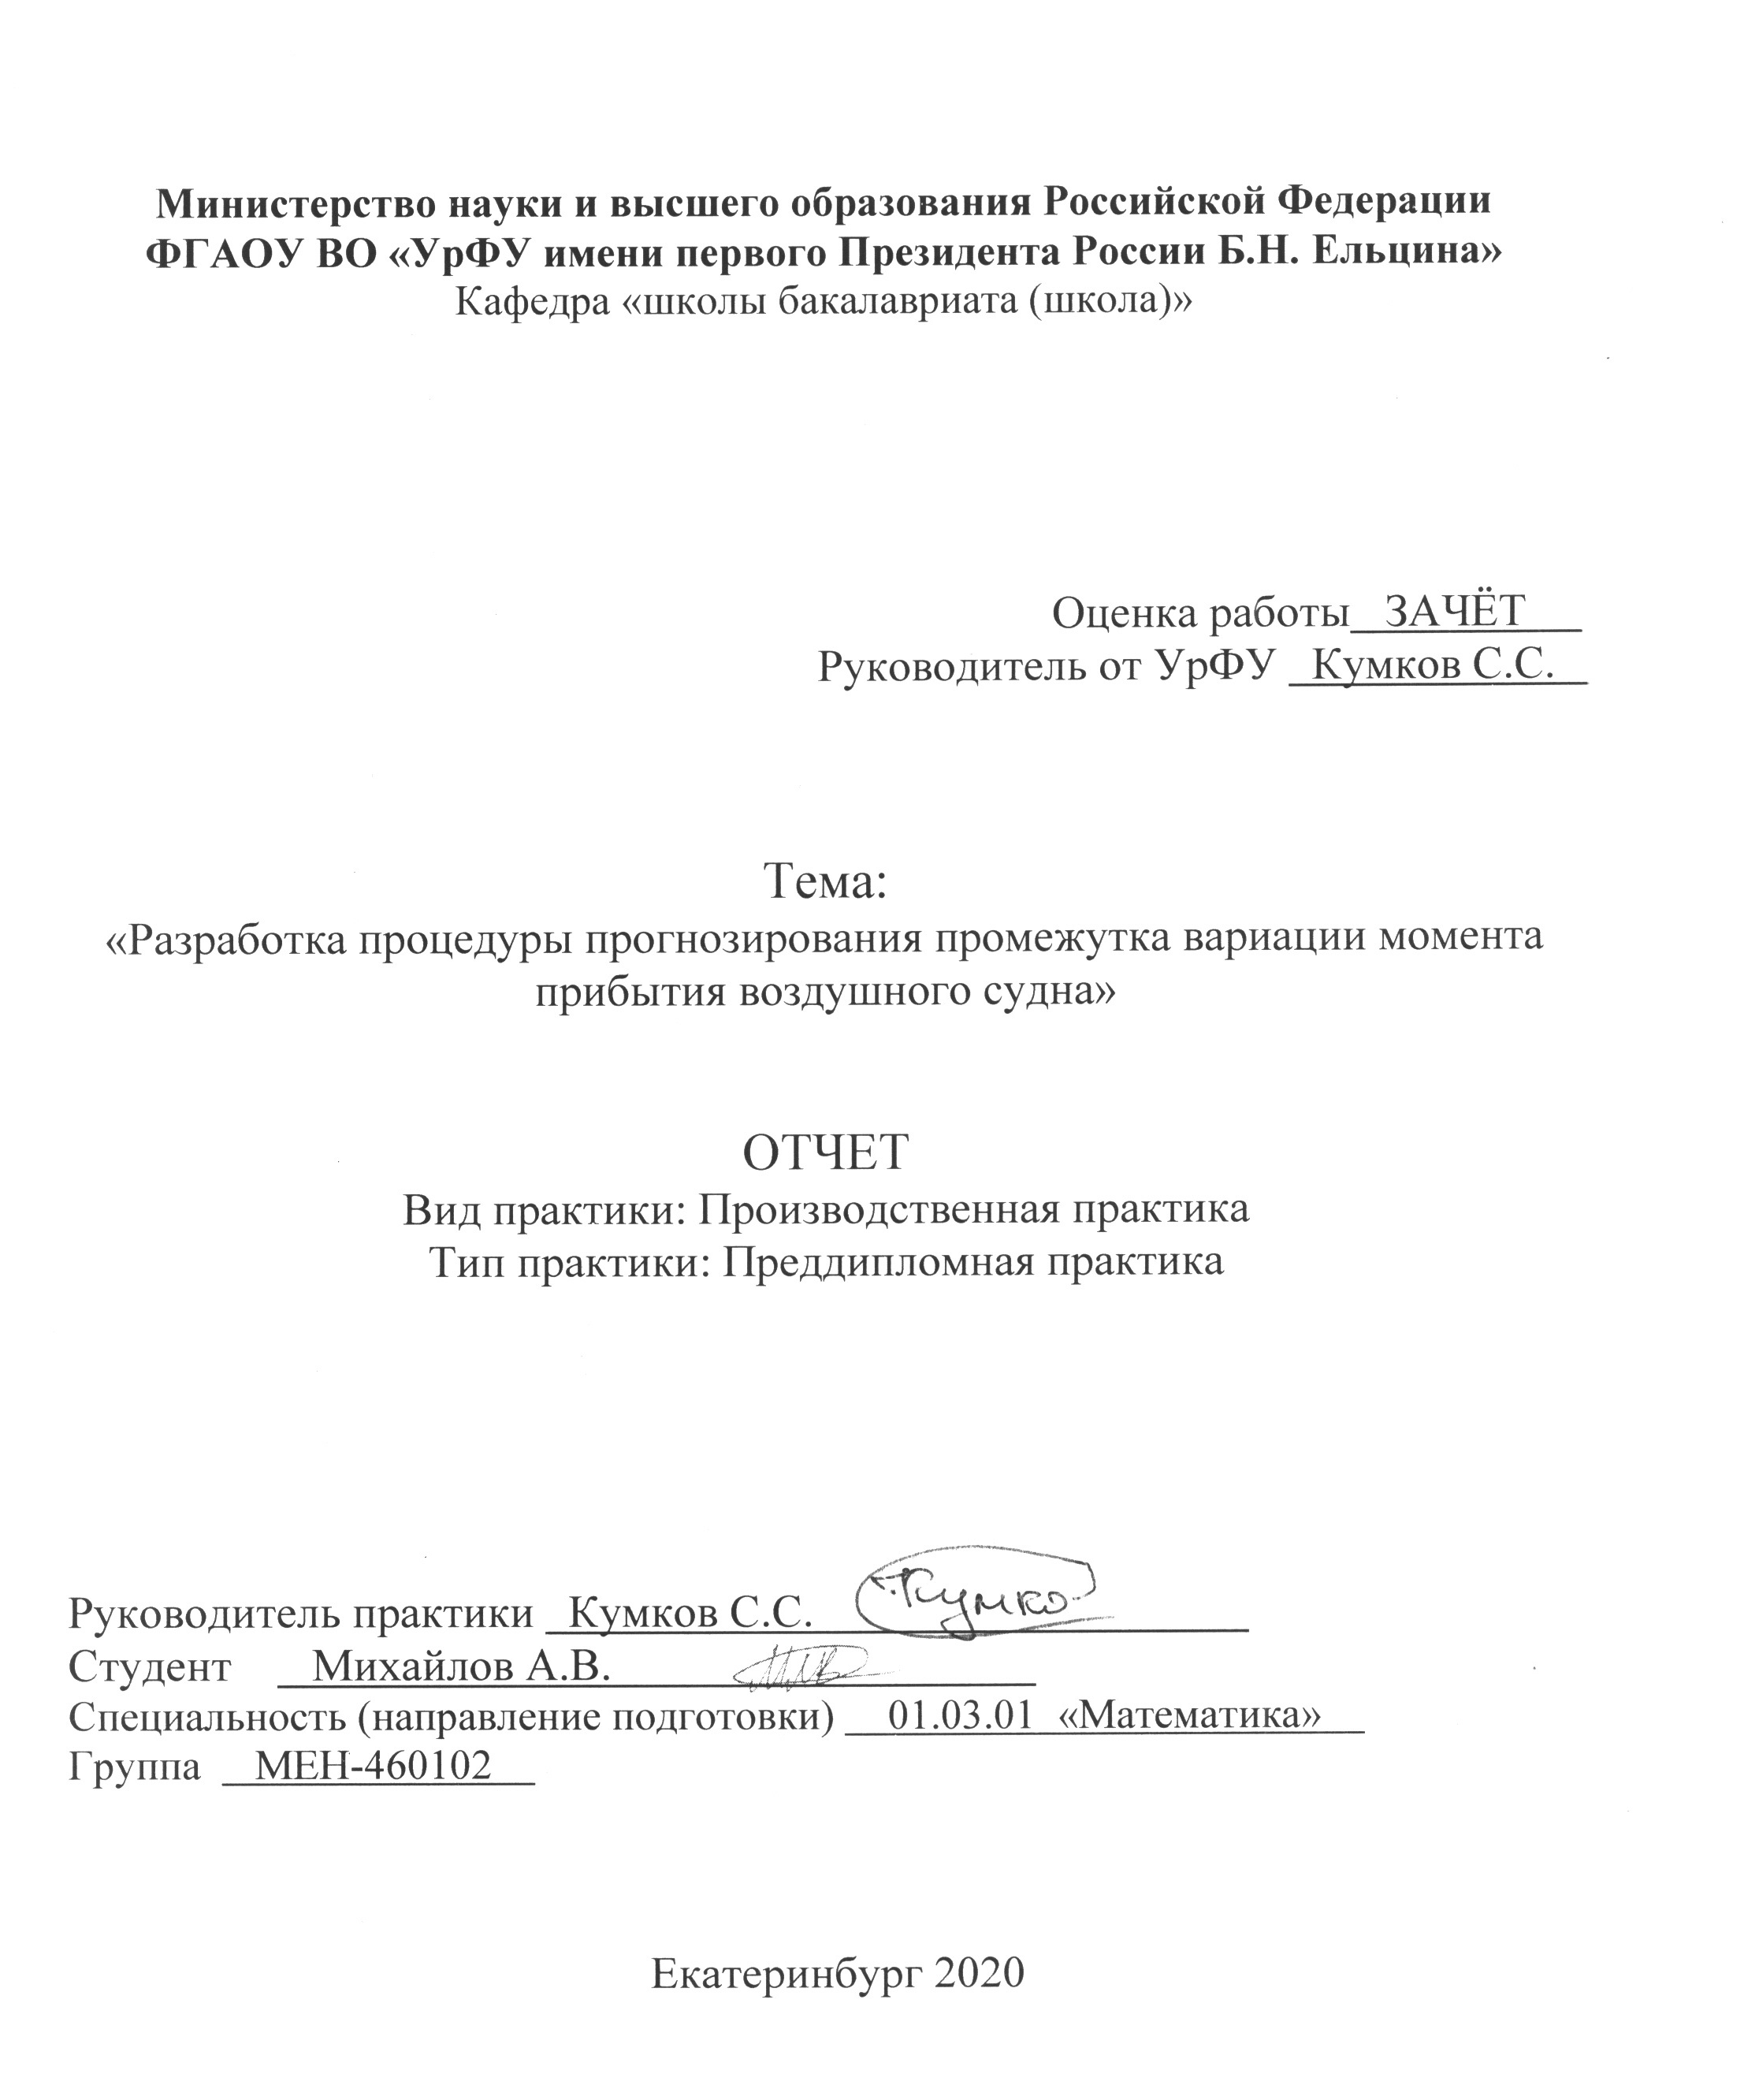 Министерство науки и высшего образования Российской Федерации
ФГАОУ ВО «УрФУ имени первого Президента России Б.Н. Ельцина»
Кафедра «школы бакалавриата (школа)»
Оценка работы ЗАЧЁТ
Руководитель от УрФУ Кумков С.С.
Тема:
«Разработка процедуры прогнозирования промежутка вариации момента
прибытия воздушного судна»
ОТЧЕТ
Вид практики: Производственная практика
Тип практики: Преддипломная практика
Руководитель практики Кумков С.С.
Студент Михайлов А.В.
Специальность (направление подготовки) 01.03.01 «Математика»
Группа МЕН-460102
Екатеринбург 2020